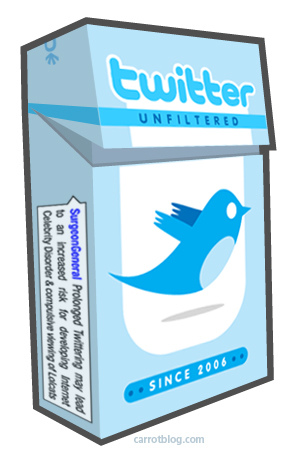 twitter
UNFILTERED
SurgeonGeneral Prolonged Twittering may lead
to an increased risk for developing Internet
Celebrity Disorder & compulsive viewing of Lolcats
SINCE 2006
carrotblog.com